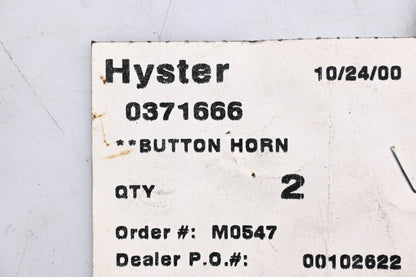 Hyster 10/24/00
0371666
**BUTTON HORN
QTY 2
Order #: M0547
Dealer P.O.#: 00102622